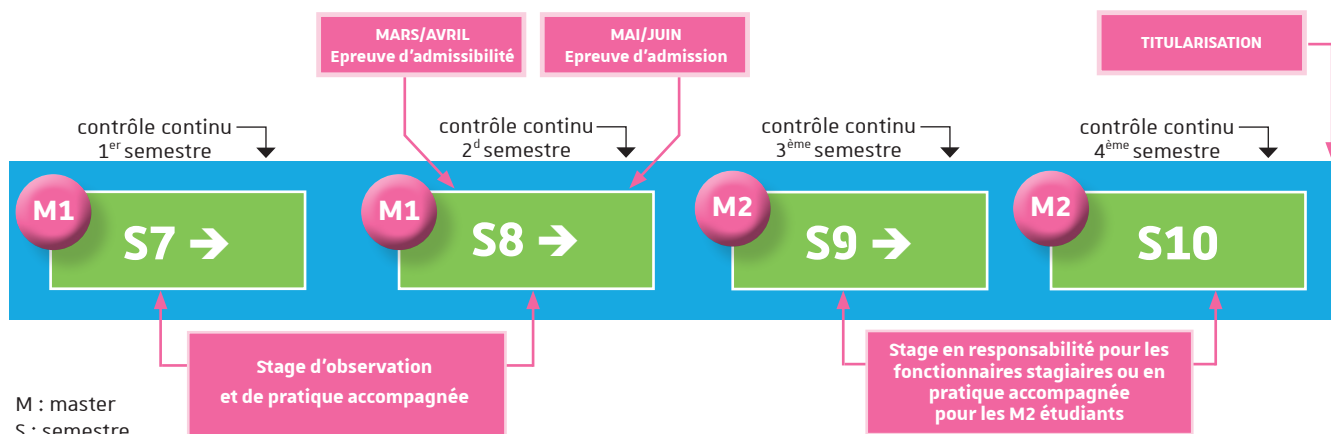 MARS/AVRIL
Epreuve d'admissibilité
MAI/JUIN
Epreuve d'admission
TITULARISATION
contrôle continu
1er semestre
contrôle continu
2d semestre
contrôle continu
3ème semestre
contrôle continu
4ème semestre
M1
S7 →
M1
S8 →
M2
S9 →
M2
S10
Stage d'observation
et de pratique accompagnée
Stage en responsabilité pour les
fonctionnaires stagiaires ou en
pratique accompagnée
pour les M2 étudiants
M : master
S : semestre